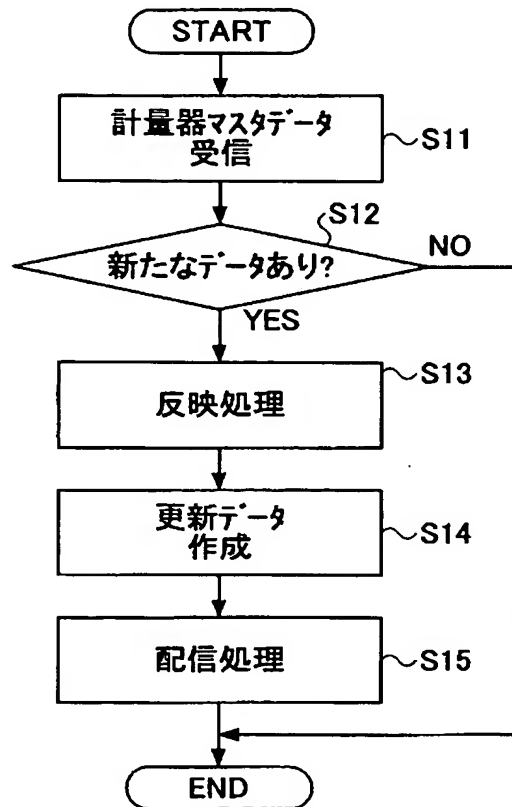 START
計量器マスタデータ
受信
S11
S12
新たなデータあり?
NO
YES
S13
反映処理
更新データ
作成
S14
配信処理
S15
END